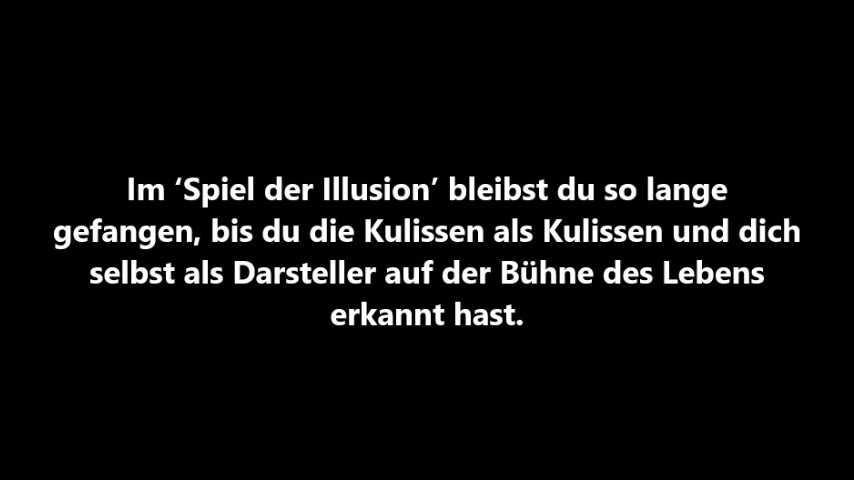 Im ‘Spiel der Illusion’ bleibst du so lange
gefangen, bis du die Kulissen als Kulissen und dich
selbst als Darsteller auf der Bühne des Lebens
erkannt hast.